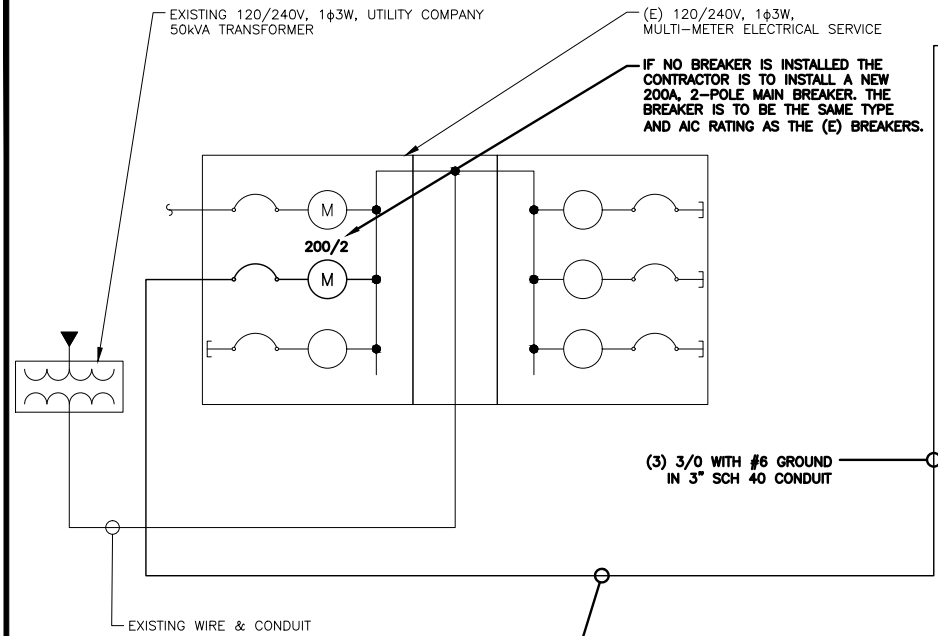 EXISTING 120/240V, 1ϕ3W, UTILITY COMPANY
50kVA TRANSFORMER
(E) 120/240V, 1ϕ3W,
MULTI-METER ELECTRICAL SERVICE
IF NO BREAKER IS INSTALLED THE
CONTRACTOR IS TO INSTALL A NEW
200A, 2-POLE MAIN BREAKER. THE
BREAKER IS TO BE THE SAME TYPE
AND AIC RATING AS THE (E) BREAKERS.
M
200/2
M
(3) 3/0 WITH #6 GROUND
IN 3" SCH 40 CONDUIT
EXISTING WIRE & CONDUIT